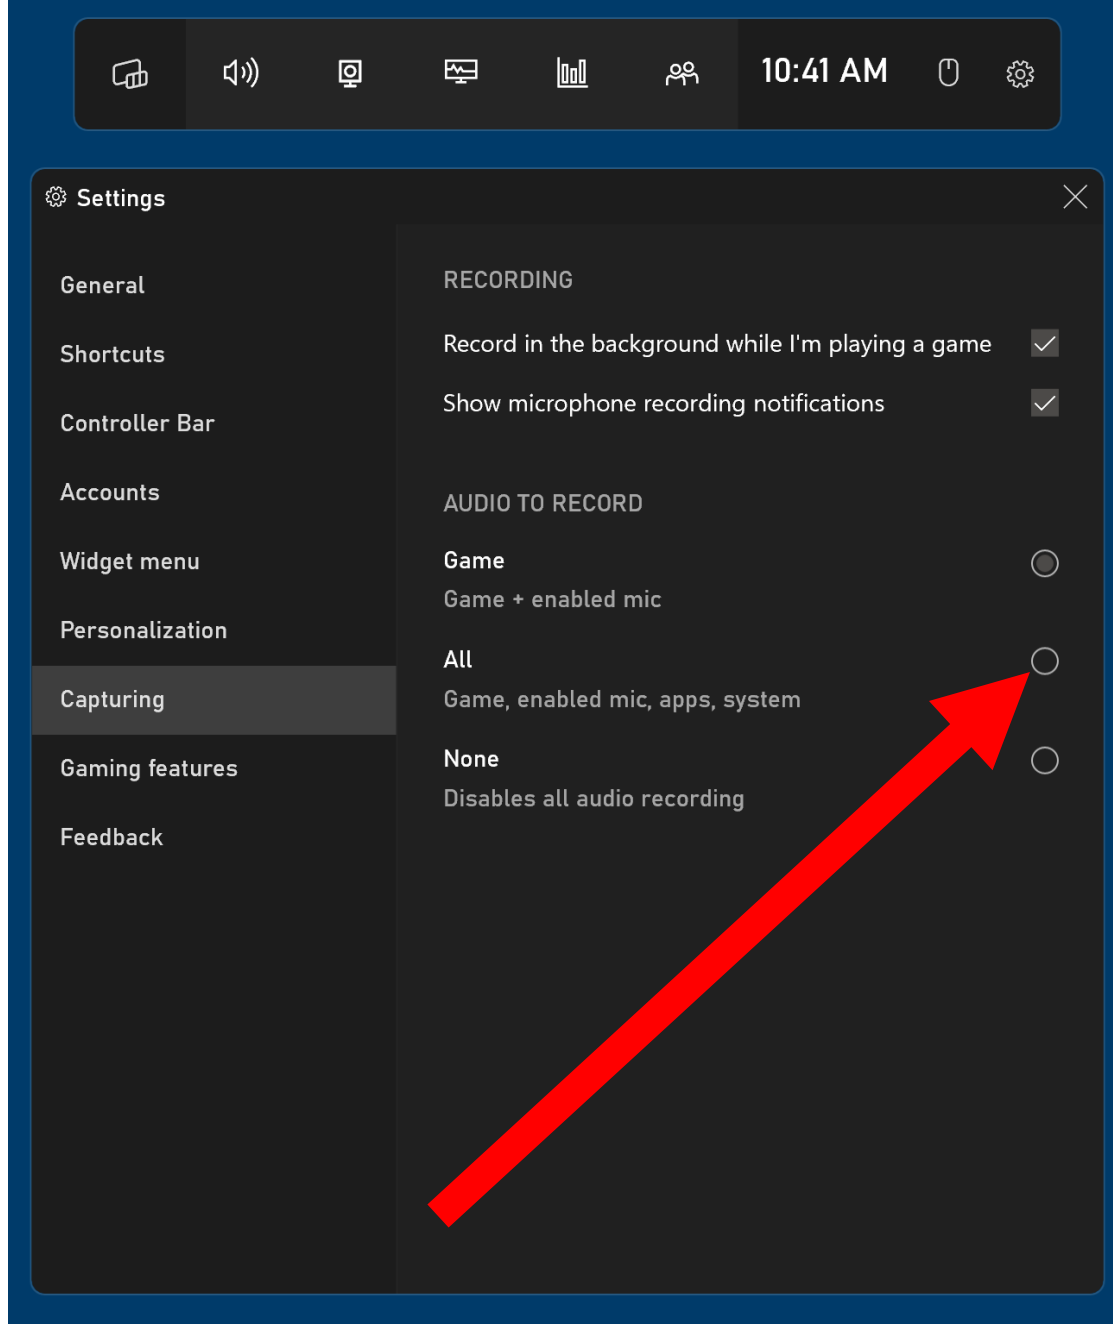 10:41 AM
Settings
General
Shortcuts
Controller Bar
Accounts
Widget menu
Personalization
Capturing
Gaming features
Feedback
RECORDING
Record in the background while I'm playing a game
Show microphone recording notifications
AUDIO TO RECORD
Game
Game + enabled mic
All
Game, enabled mic, apps, system
None
Disables all audio recording